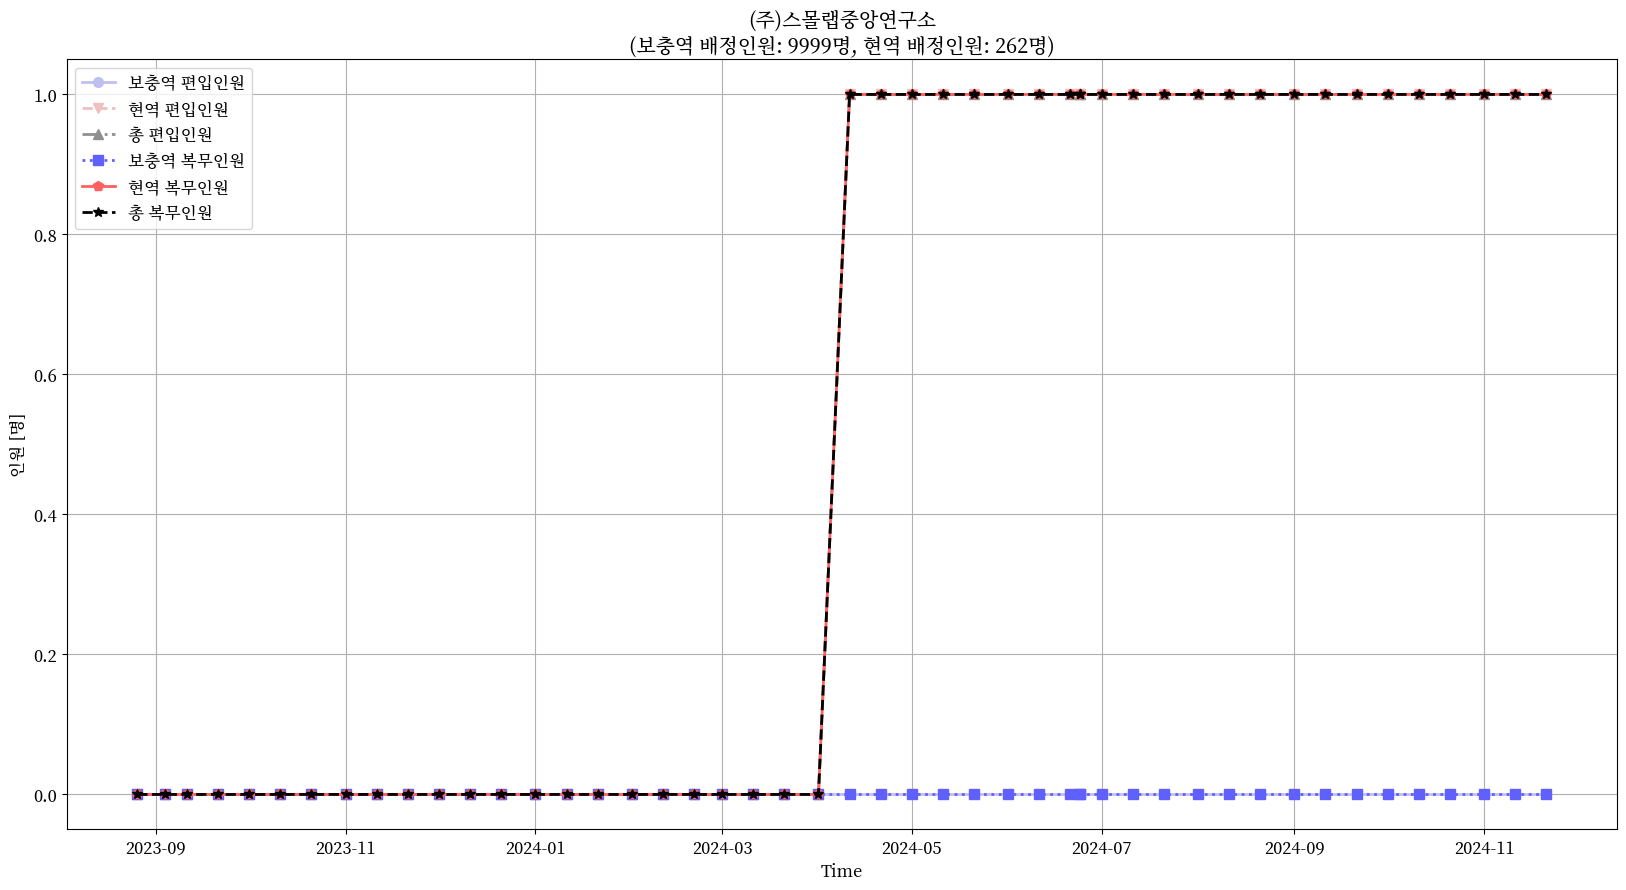 (주)스몰랩중앙연구소
(보충역 배정인원: 9999명, 현역 배정인원: 262명)
보충역 편입인원
현역 편입인원
총 편입인원
보충역 복무인원
현역 복무인원
총 복무인원
인원 [명]
1.0
0.8
0.6
0.4
0.2
0.0
2023-09
2023-11
2024-01
2024-03
2024-05
2024-07
2024-09
2024-11
Time